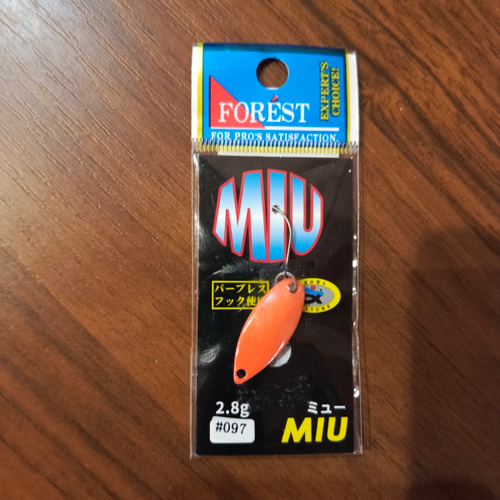 FORÉST
EXPERT'S
CHOICE!
FOR PRO'S SATISFACTION.
MIU
バーブレス
フック使用
2.8g
#097
ミュー
MIU